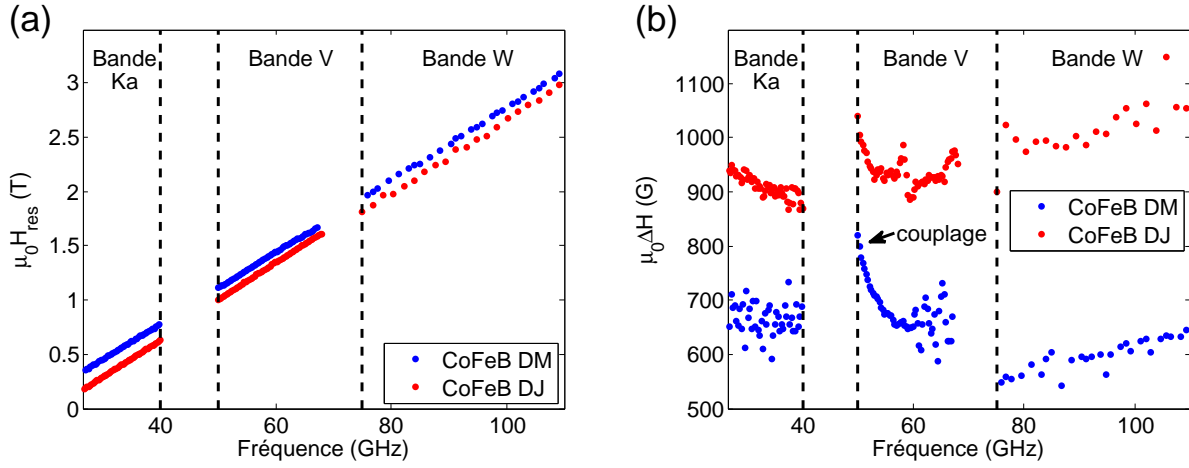 (a)
Bande Ka
Bande V
Bande W
3
2.5
2
1.5
1
0.5
0
μ0Hres (T)
40
60
80
100
Fréquence (GHz)
CoFeB DM
CoFeB DJ
(b)
Bande Ka
Bande V
Bande W
1100
1000
900
800
700
600
500
μ0ΔH (G)
couplage
CoFeB DM
CoFeB DJ
40
60
80
100
Fréquence (GHz)